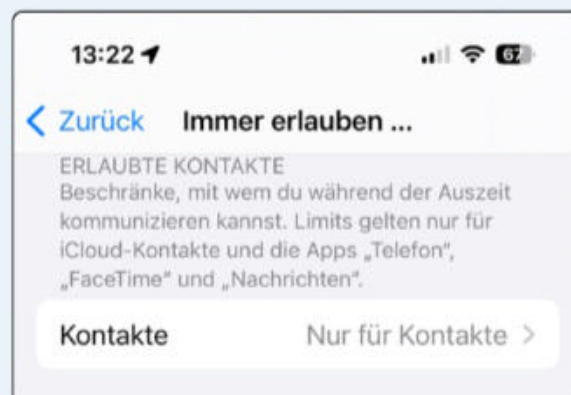 13:22
67
Zurück Immer erlauben ...
ERLAUBTE KONTAKTE
Beschränke, mit wem du während der Auszeit
kommunizieren kannst. Limits gelten nur für
iCloud-Kontakte und die Apps „Telefon“,
„FaceTime“ und „Nachrichten“.
Kontakte Nur für Kontakte